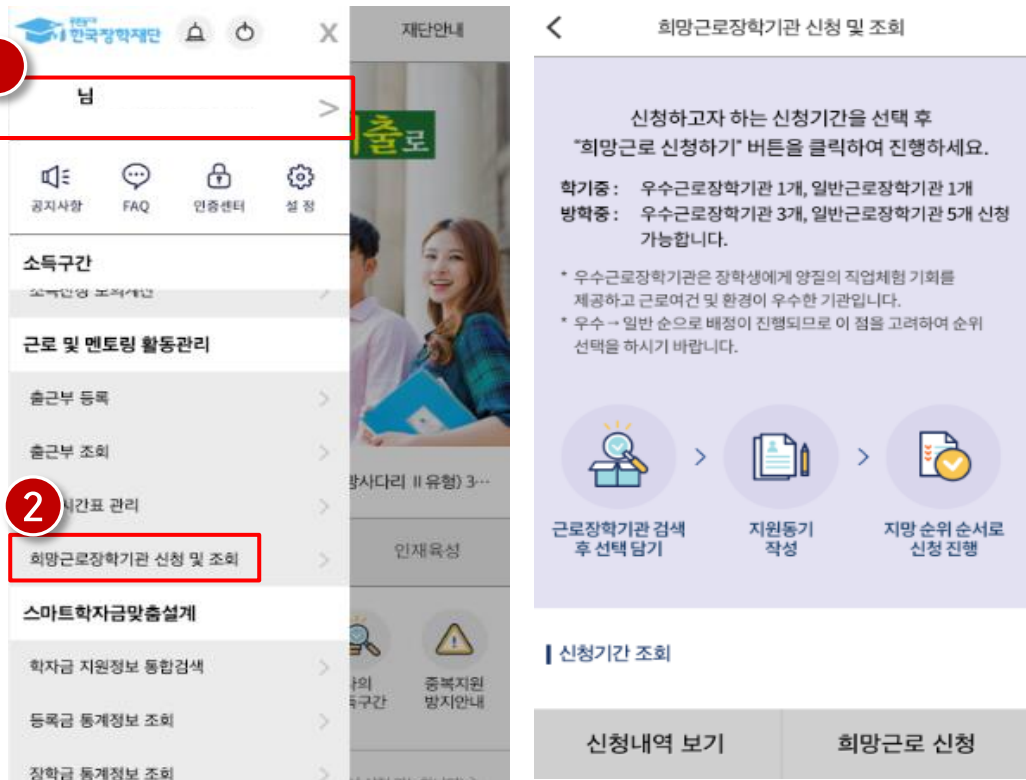 한국장학재단
X
재단안내
님
>
기출로
공지사항
FAQ
인증센터
설 정
소득구간
근로 및 멘토링 활동관리
출근부 등록
출근부 조회
2
시간표 관리
희망근로장학기관 신청 및 조회
스마트학자금맞춤설계
학자금 지원정보 통합검색
등록금 통계정보 조회
장학금 통계정보 조회
사다리 II유형) 3…
인재육성
구간
중복지원
방지안내
희망근로장학기관 신청 및 조회
신청하고자 하는 신청기간을 선택 후
"희망근로 신청하기" 버튼을 클릭하여 진행하세요.
학기중 : 우수근로장학기관 1개, 일반근로장학기관 1개
방학중 : 우수근로장학기관 3개, 일반근로장학기관 5개 신청
가능합니다.
* 우수근로장학기관은 장학생에게 양질의 직업체험 기회를
제공하고 근로여건 및 환경이 우수한 기관입니다.
* 우수→일반 순으로 배정이 진행되므로 이 점을 고려하여 순위
선택을 하시기 바랍니다.
근로장학기관 검색
후 선택 담기
지원동기
작성
지망 순위 순서로
신청 진행
신청기간 조회
신청내역 보기
희망근로 신청